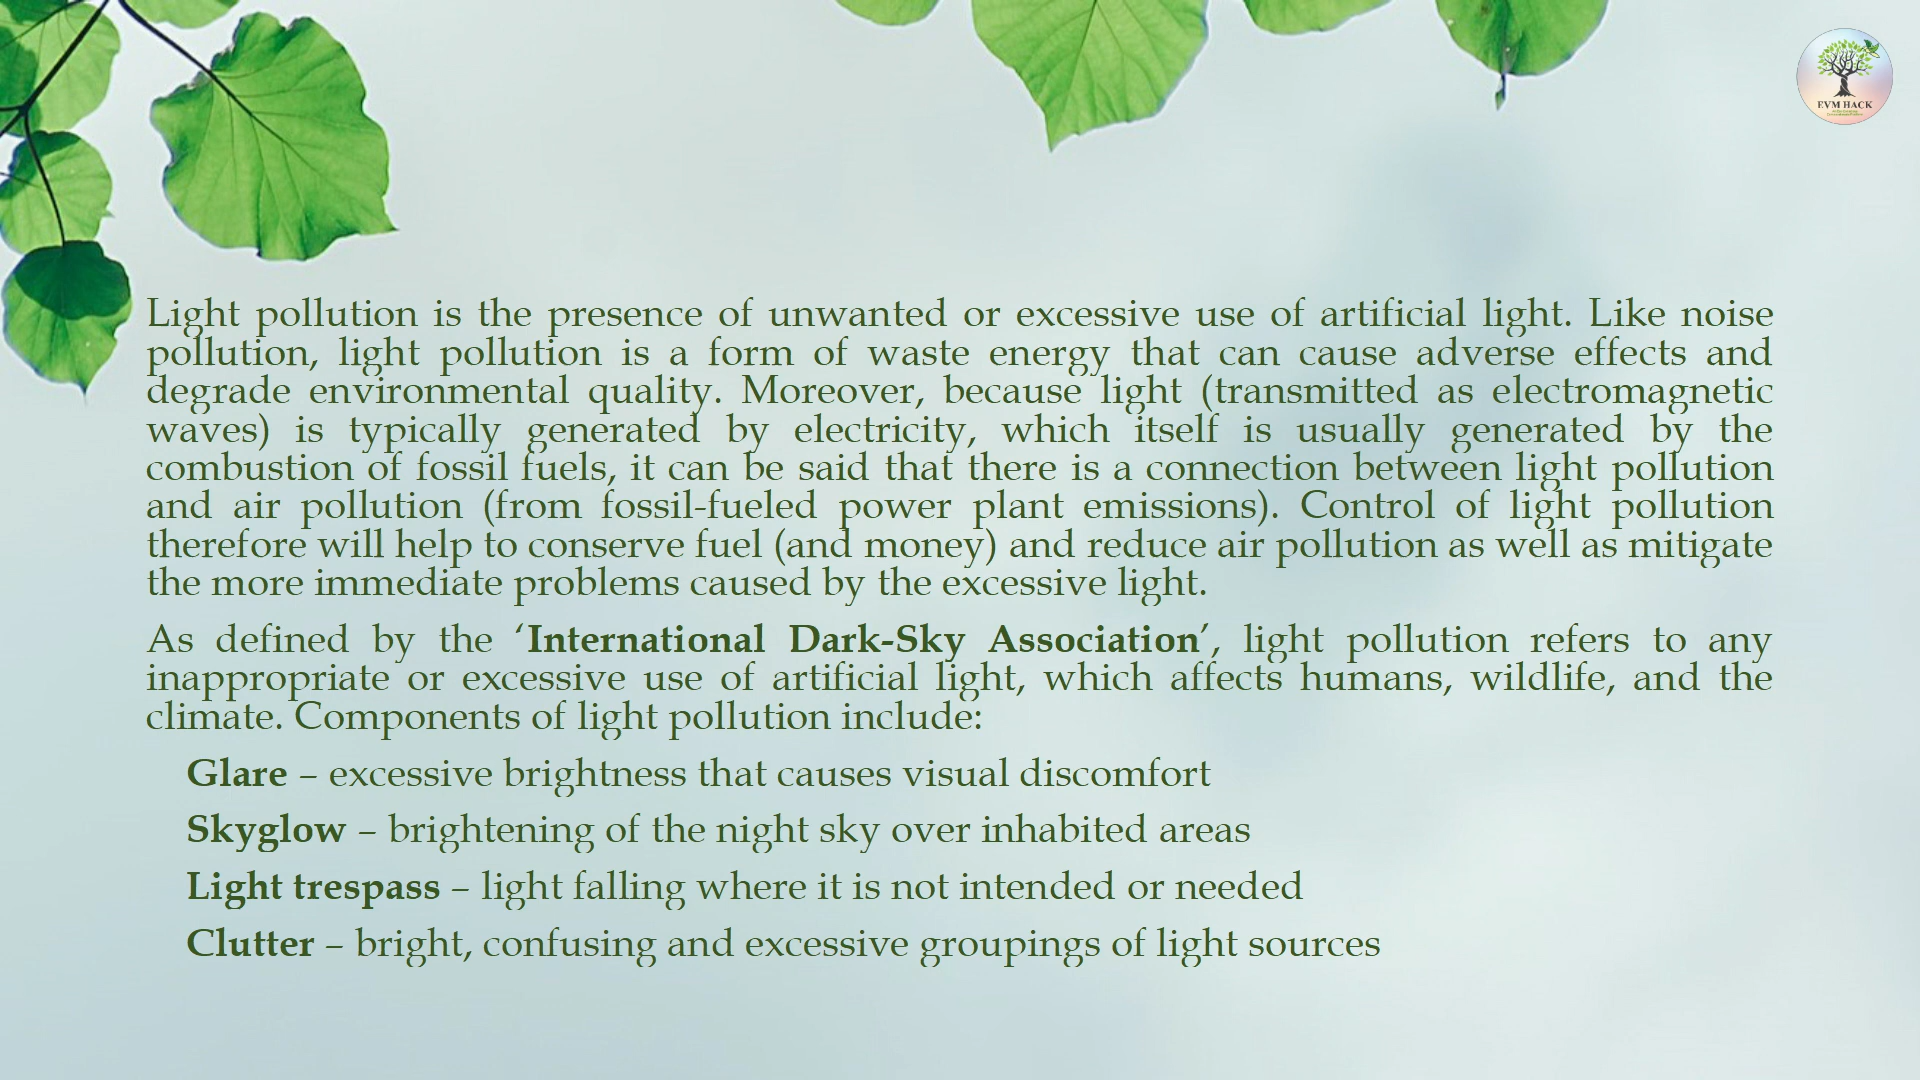 EVM HACK
Light pollution is the presence of unwanted or excessive use of artificial light. Like noise
pollution, light pollution is a form of waste energy that can cause adverse effects and
degrade environmental quality. Moreover, because light (transmitted as electromagnetic
waves) is typically generated by electricity, which itself is usually generated by the
combustion of fossil fuels, it can be said that there is a connection between light pollution
and air pollution (from fossil-fueled power plant emissions). Control of light pollution
therefore will help to conserve fuel (and money) and reduce air pollution as well as mitigate
the more immediate problems caused by the excessive light.
As defined by the ‘International Dark-Sky Association’, light pollution refers to any
inappropriate or excessive use of artificial light, which affects humans, wildlife, and the
climate. Components of light pollution include:
Glare – excessive brightness that causes visual discomfort
Skyglow – brightening of the night sky over inhabited areas
Light trespass – light falling where it is not intended or needed
Clutter – bright, confusing and excessive groupings of light sources